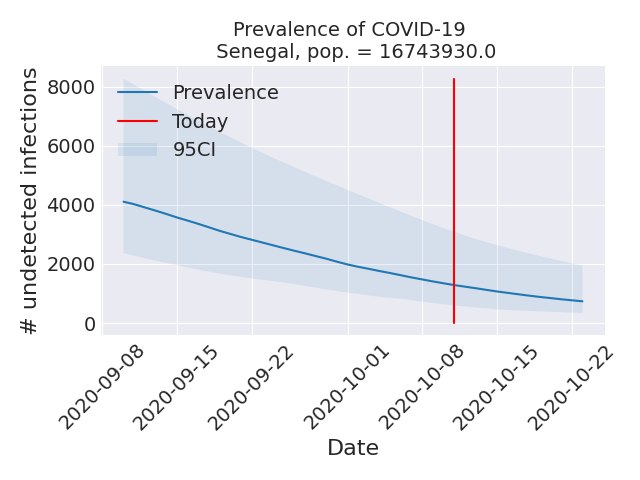 Prevalence of COVID-19
Senegal, pop. = 16743930.0
# undetected infections
8000
6000
4000
2000
0
Prevalence
Today
95CI
2020-09-08
2020-09-15
2020-09-22
2020-10-01
2020-10-08
2020-10-15
2020-10-22
Date